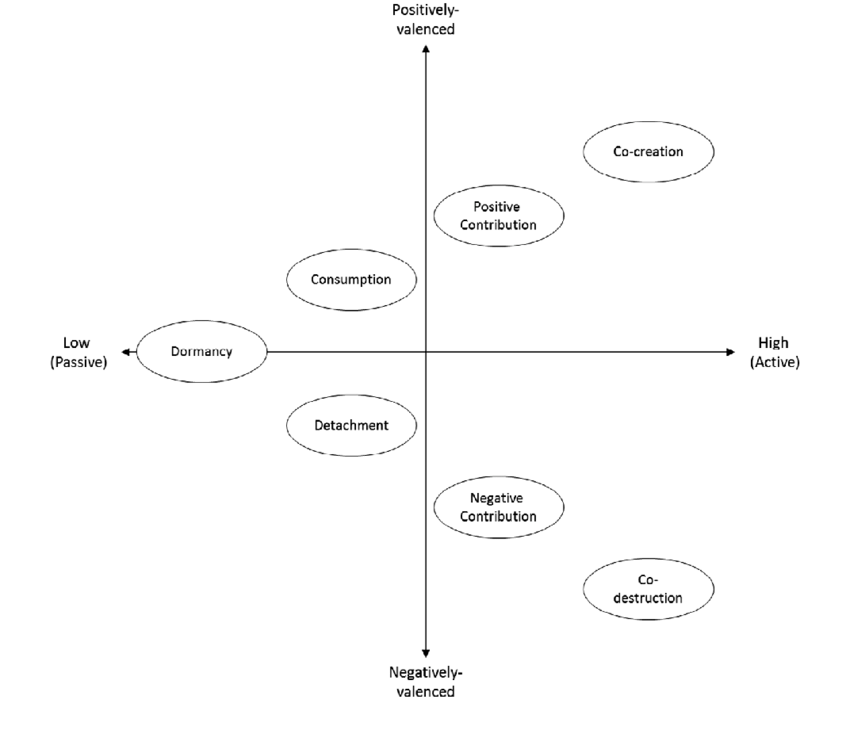 Positively-
valenced
Co-creation
Positive
Contribution
Consumption
Low
(Passive)
Dormancy
High
(Active)
Detachment
Negative
Contribution
Co-
destruction
Negatively-
valenced